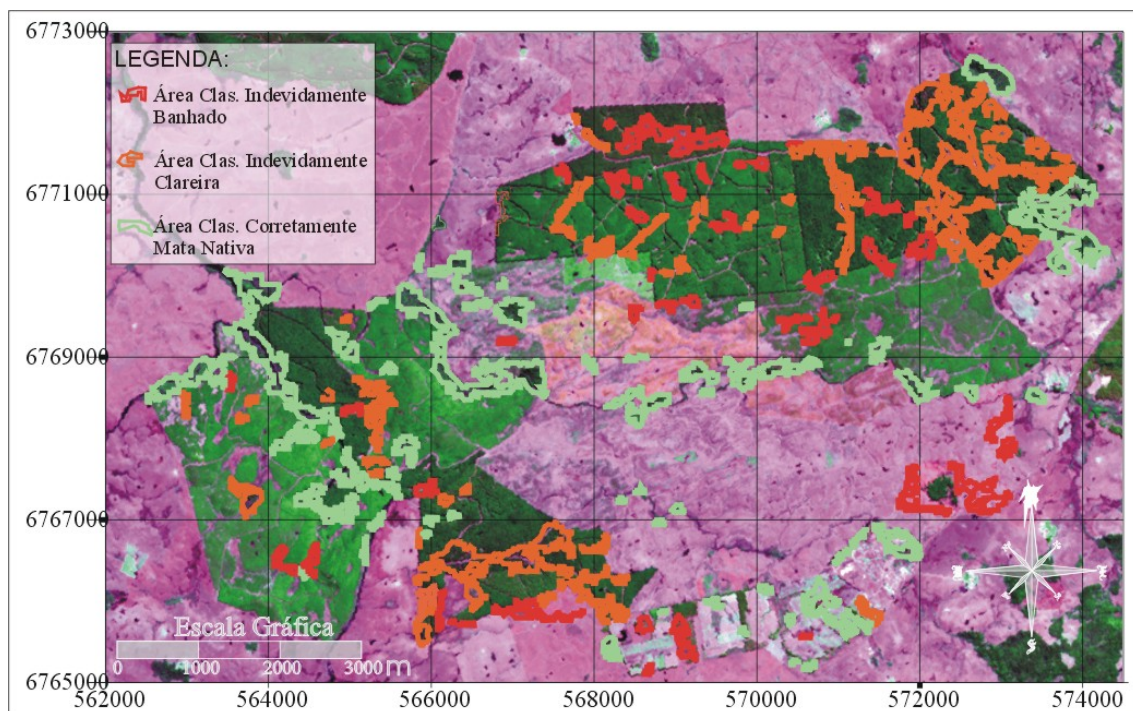 6773000
LEGENDA:
Área Clas. Indevidamente
Banhado
Área Clas. Indevidamente
Clareira
6771000
Área Clas. Corretamente
Mata Nativa
6769000
6767000
Escala Gráfica
0 1000 2000 3000 m
6765000
562000 564000 566000 568000 570000 572000 574000